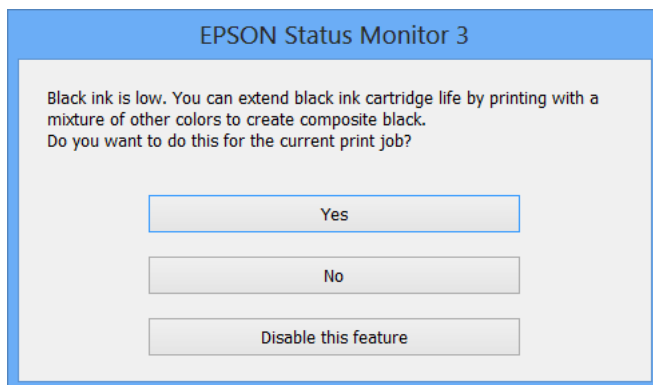 EPSON Status Monitor 3
Black ink is low. You can extend black ink cartridge life by printing with a
mixture of other colors to create composite black.
Do you want to do this for the current print job?
Yes
No
Disable this feature